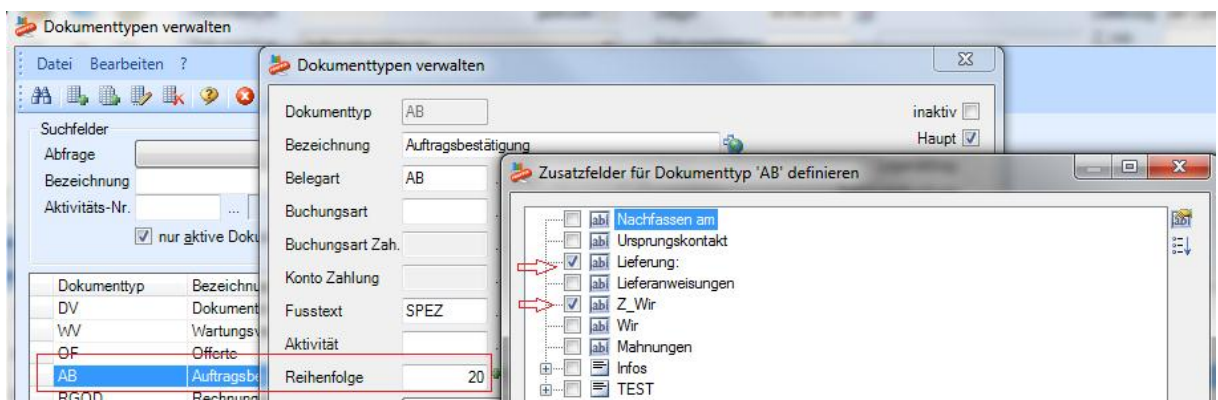 Dokumenttypen verwalten
Datei Bearbeiten ?
Suchfelder
Abfrage
Bezeichnung
Aktivitäts-Nr. ...
nur aktive Doku
Dokumenttyp Bezeichnu
DV Dokument
WV Wartungsv
OF Offerte
AB Auftragsbe
RGOD Rechnung
Dokumenttypen verwalten
Dokumenttyp AB
inaktiv
Bezeichnung Auftragsbestätigung
Haupt
Belegart AB
Buchungsart
Buchungsart Zah.
Konto Zahlung
Fusstext SPEZ
Aktivität
Reihenfolge 20
Zusatzfelder für Dokumenttyp 'AB' definieren
Nachfassen am
Ursprungskontakt
Lieferung:
Lieferanweisungen
Z_Wir
Wir
Mahnungen
Infos
TEST